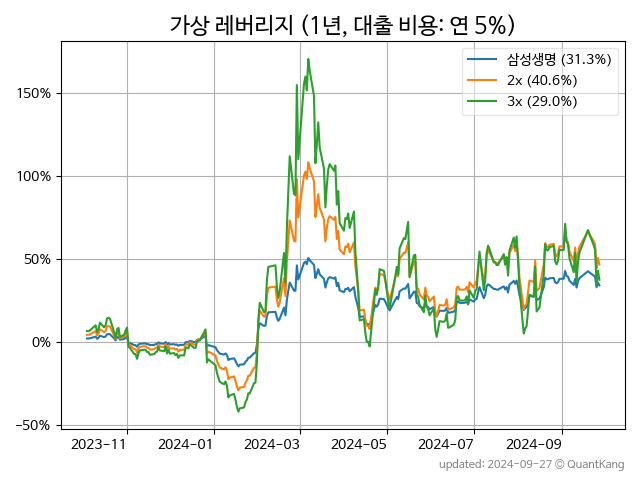 가상 레버리지 (1년, 대출 비용: 연 5%)
삼성생명 (31.3%)
2x (40.6%)
3x (29.0%)
150%
100%
50%
0%
−50%
2023−11 2024−01 2024−03 2024−05 2024−07 2024−09
updated: 2024-09-27 © QuantKang